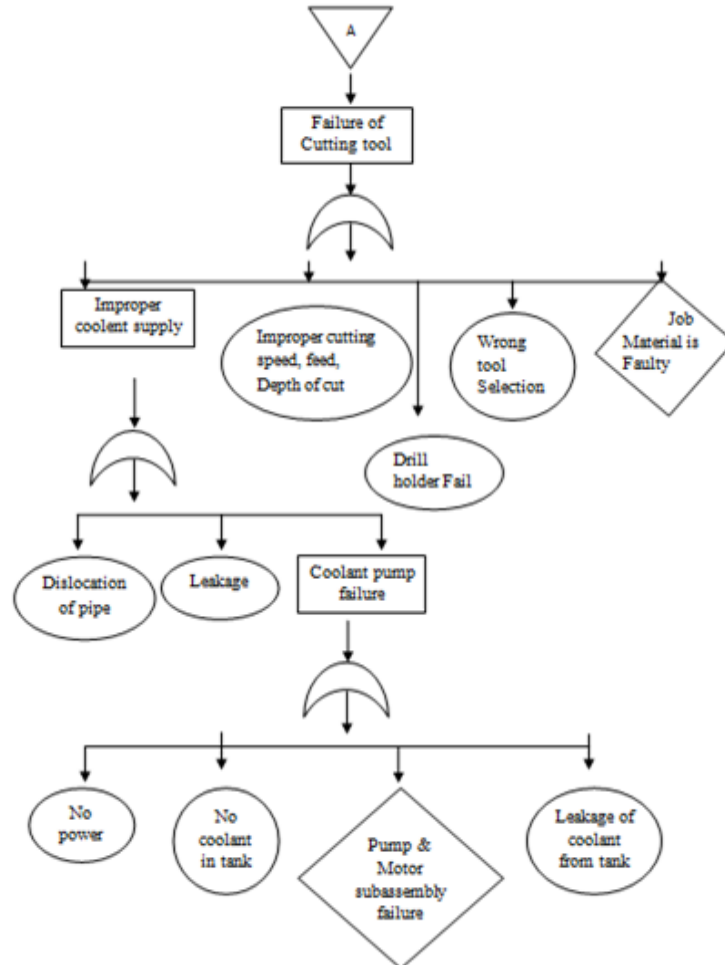 A
Failure of
Cutting tool
Improper
coolent supply
Improper cutting
speed, feed,
Depth of cut
Wrong
tool
Selection
Job
Material is
Faulty
Drill
holder Fail
Dislocation
of pipe
Leakage
Coolant pump
failure
No
power
No
coolant
in tank
Pump &
Motor
subassembly
failure
Leakage of
coolant
from tank